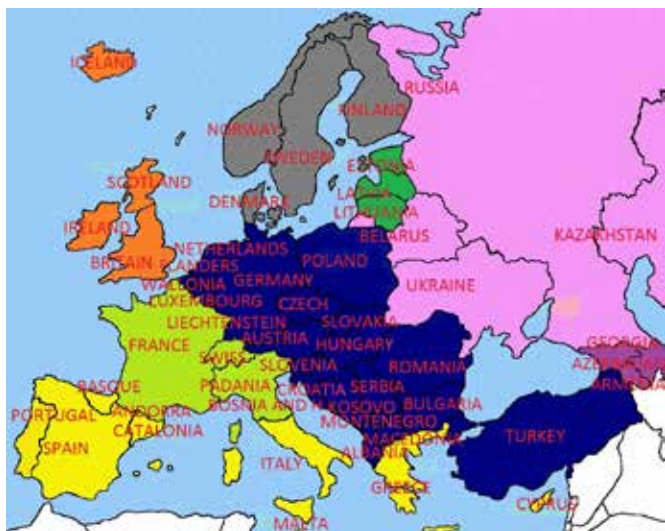 ICELAND
RUSSIA
NORWAY
FINLAND
SWEDEN
ESTONIA
SCOTLAND
LATVIA
DENMARK
LITHUANIA
IRELAND
BELARUS
KAZAKHSTAN
NETHERLANDS
BRITAIN
FLANDERS
POLAND
WALLONIA
GERMANY
UKRAINE
LUXEMBOURG
CZECH
LIECHTENSTEIN
SLOVAKIA
FRANCE
AUSTRIA
HUNGARY
GEORGIA
SWISS
SLOVENIA
ROMANIA
AZERBAIJAN
BASQUE
PADANIA
CROATIA
SERBIA
ARMENIA
PORTUGAL
ANDORRA
BOSNIA AND H
KOSOVO
BULGARIA
CATALONIA
MONTENEGRO
SPAIN
MACEDONIA
TURKEY
ITALY
ALBANIA
GREECE
CYPRUS
MALTA